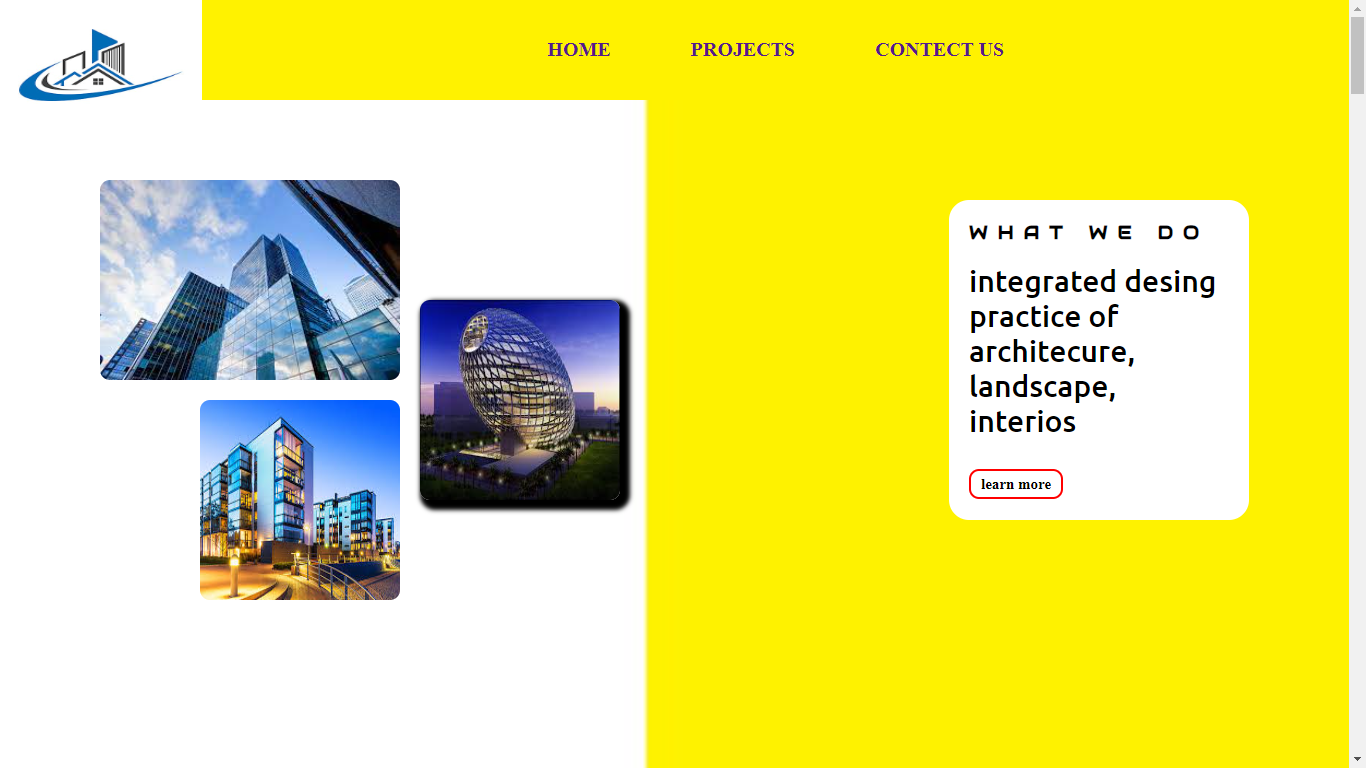 HOME
PROJECTS
CONTECT US
WHAT WE DO
integrated desing
practice of
architecure,
landscape,
interios
learn more